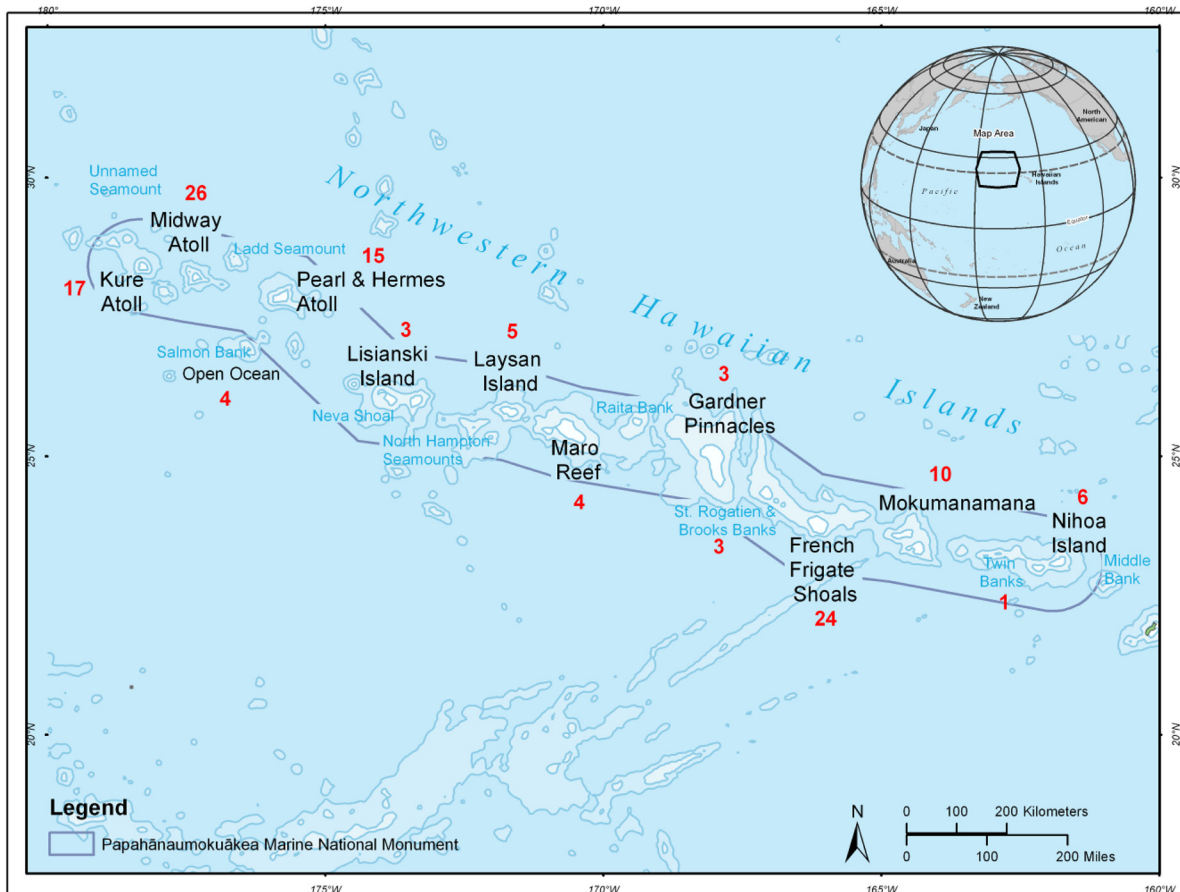 180°
175°W
170°W
165°W
160°W
30°N
25°N
20°N
30°N
25°N
20°N
175°W
170°W
165°W
160°W
Northwestern Hawaiian Islands
Unnamed
Seamount
26
Midway
Atoll
Ladd Seamount
17
Kure
Atoll
15
Pearl & Hermes
Atoll
Salmon Bank
Open Ocean
4
3
Lisianski
Island
Neva Shoal
5
Laysan
Island
North Hampton
Seamounts
Raita Bank
Maro
Reef
4
3
Gardner
Pinnacles
St. Rogatien &
Brooks Banks
3
French
Frigate
Shoals
24
10
Mokumanamana
6
Nihoa
Island
Twin
Banks
1
Middle
Bank
North
American
Japan
Map Area
Hawaiian
Islands
Pacific
Equator
Ocean
Australia
New
Zealand
Legend
Papahānaumokuākea Marine National Monument
N
0 100 200 Kilometers
0 100 200 Miles